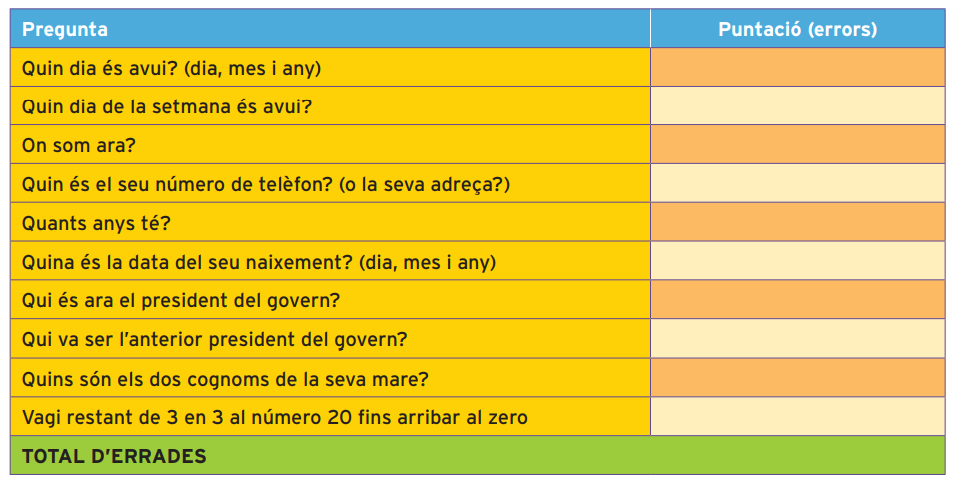 Pregunta
Puntació (errors)
Quin dia és avui? (dia, mes i any)
Quin dia de la setmana és avui?
On som ara?
Quin és el seu número de telèfon? (o la seva adreça?)
Quants anys té?
Quina és la data del seu naixement? (dia, mes i any)
Qui és ara el president del govern?
Qui va ser l'anterior president del govern?
Quins són els dos cognoms de la seva mare?
Vagi restant de 3 en 3 al número 20 fins arribar al zero
TOTAL D'ERRADES